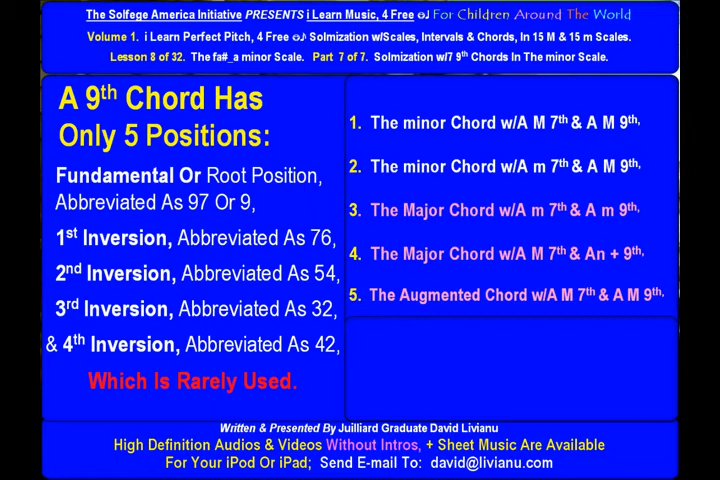 The Solfege America Initiative PRESENTS i Learn Music, 4 Free For Children Around The World
Volume 1. i Learn Perfect Pitch, 4 Free Solmization w/Scales, Intervals & Chords, In 15 M & 15 m Scales.
Lesson 8 of 32. The fa#_a minor Scale. Part 7 of 7. Solmization w/7 9th Chords In The minor Scale.
A 9th Chord Has
Only 5 Positions:
Fundamental Or Root Position,
Abbreviated As 97 Or 9,
1st Inversion, Abbreviated As 76,
2nd Inversion, Abbreviated As 54,
3rd Inversion, Abbreviated As 32,
& 4th Inversion, Abbreviated As 42,
Which Is Rarely Used.
1. The minor Chord w/A M 7th & A M 9th,
2. The minor Chord w/A m 7th & A M 9th,
3. The Major Chord w/A m 7th & A m 9th,
4. The Major Chord w/A M 7th & An + 9th,
5. The Augmented Chord w/A M 7th & A M 9th,
Written & Presented By Juilliard Graduate David Livianu
High Definition Audios & Videos Without Intros, + Sheet Music Are Available
For Your iPod Or iPad; Send E-mail To: david@livianu.com